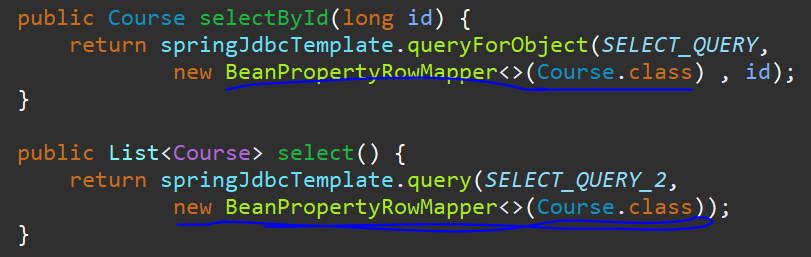 public Course selectById(long id) {
return springJdbcTemplate.queryForObject(SELECT_QUERY,
new BeanPropertyRowMapper<>(Course.class) , id);
}
public List<Course> select() {
return springJdbcTemplate.query(SELECT_QUERY_2,
new BeanPropertyRowMapper<>(Course.class));
}